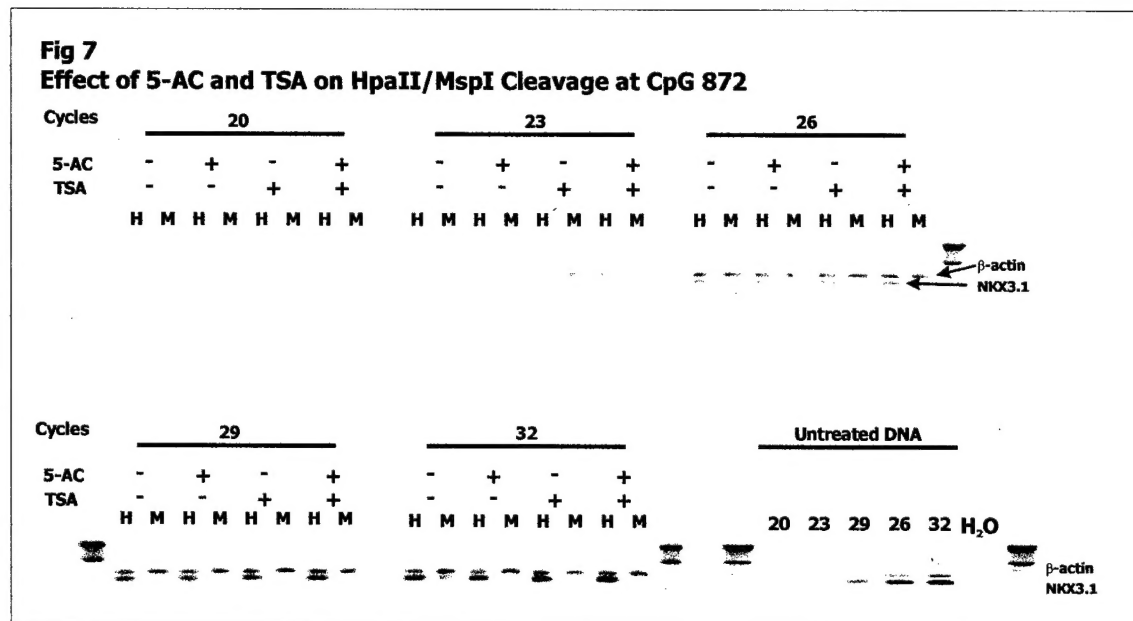 Fig 7
Effect of 5-AC and TSA on HpaII/MspI Cleavage at CpG 872
Cycles 20 23 26
5-AC - + - + - + - + - + - +
TSA - - + + - - + + - - + +
H M H M H M H M H M H M H M H M H M H M H M H M
β-actin
NKX3.1
Cycles 29 32 Untreated DNA
5-AC - + - + - + - +
TSA - - + + - - + +
H M H M H M H M H M H M H M H M 20 23 29 26 32 H₂O
β-actin
NKX3.1